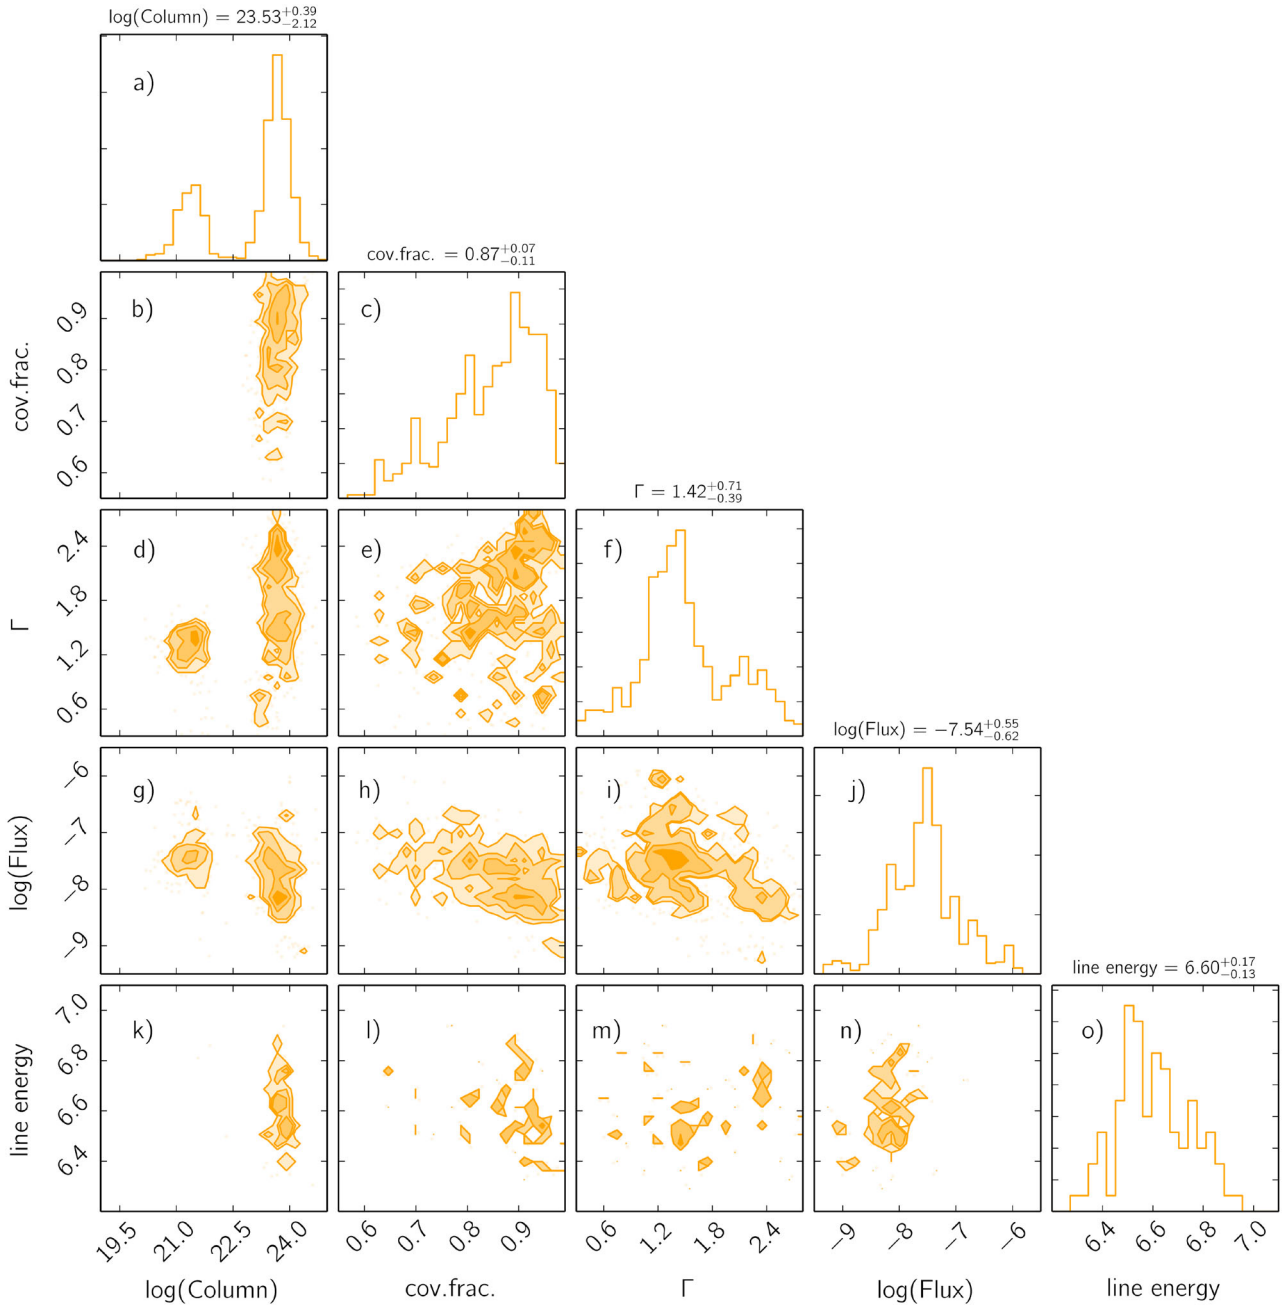 log(Column) = 23.53+0.39 −2.12
a)
cov.frac. = 0.87+0.07 −0.11
cov.frac.
0.9
0.8
0.7
0.6
b)
c)
Γ = 1.42+0.71 −0.39
Γ
2.4
1.8
1.2
0.6
d)
e)
f)
log(Flux) = −7.54+0.55 −0.62
log(Flux)
−6
−7
−8
−9
g)
h)
i)
j)
line energy = 6.60+0.17 −0.13
line energy
7.0
6.8
6.6
6.4
k)
l)
m)
n)
o)
19.5 21.0 22.5 24.0
0.6 0.7 0.8 0.9
0.6 1.2 1.8 2.4
−9 −8 −7 −6
6.4 6.6 6.8 7.0
log(Column)
cov.frac.
Γ
log(Flux)
line energy